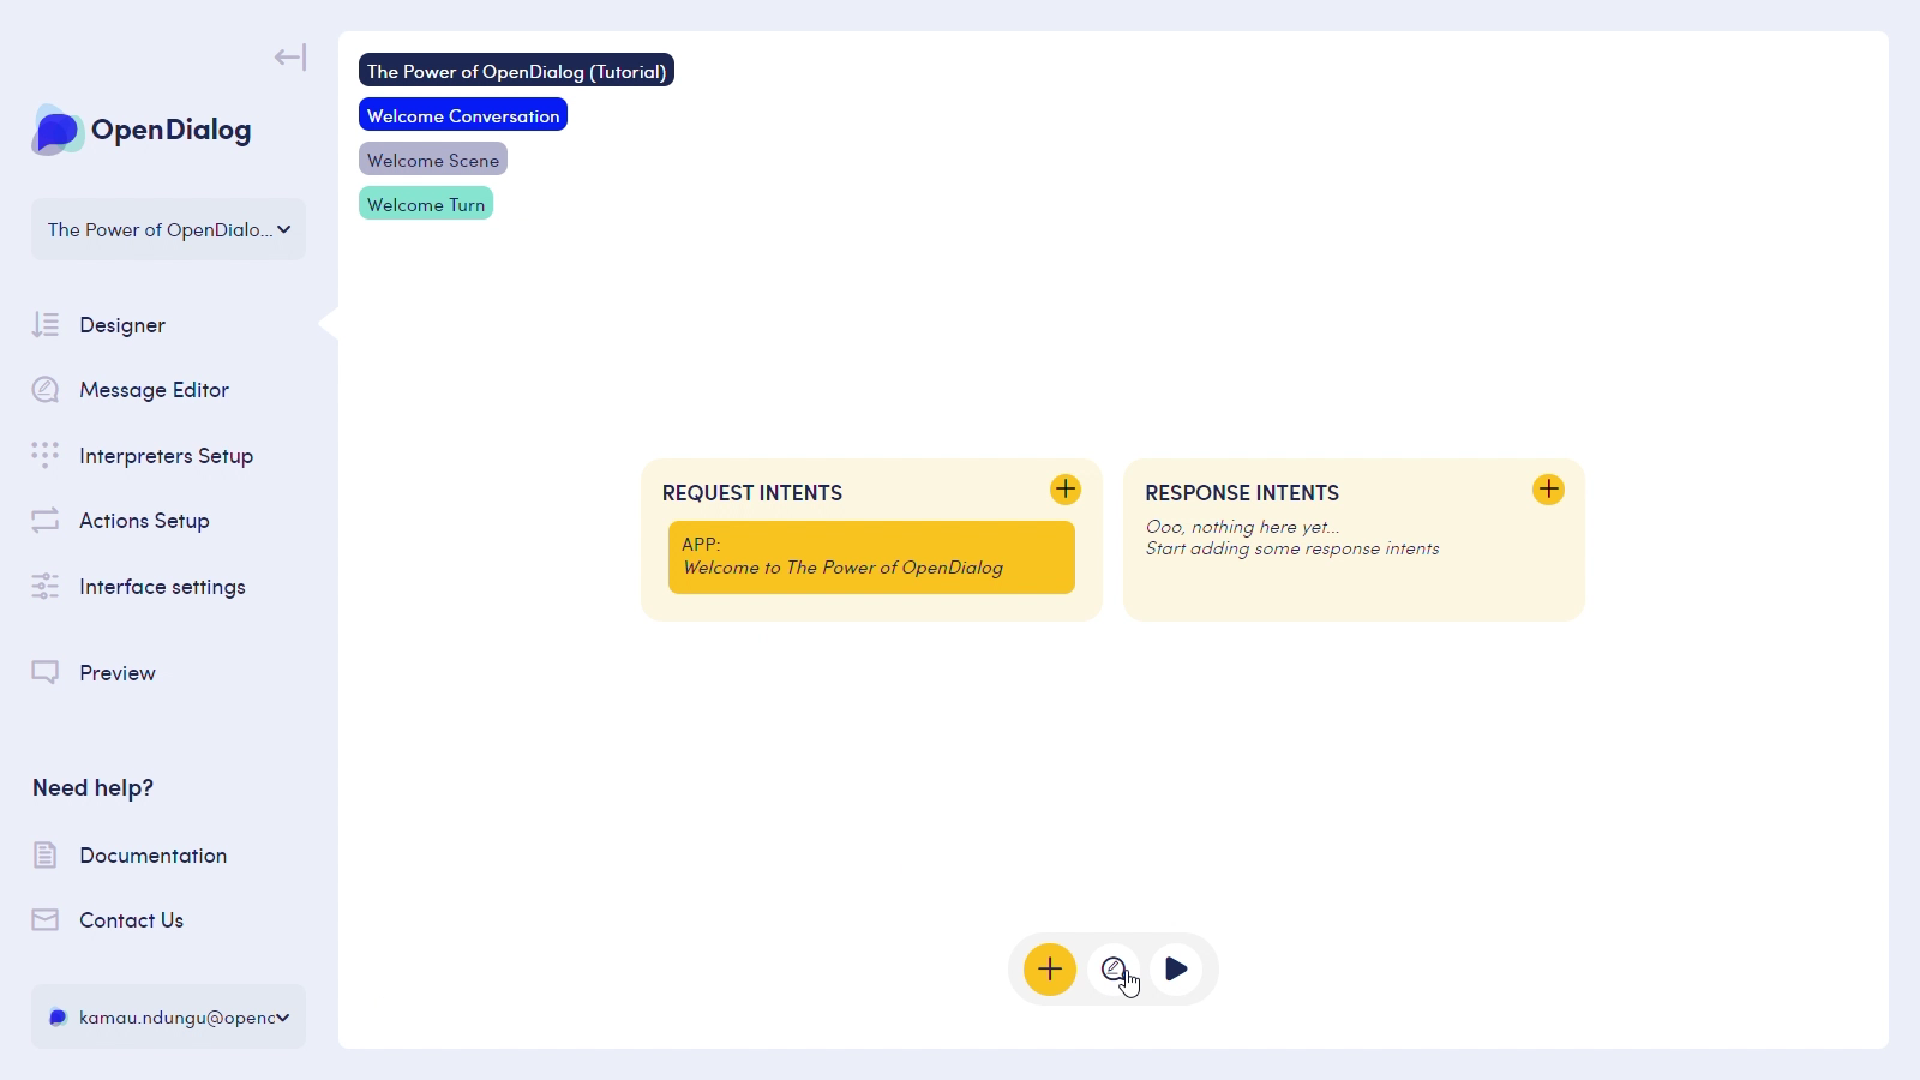 OpenDialog
The Power of OpenDialo...
Designer
Message Editor
Interpreters Setup
Actions Setup
Interface settings
Preview
Need help?
Documentation
Contact Us
kamau.ndungu@openc
The Power of OpenDialog (Tutorial)
Welcome Conversation
Welcome Scene
Welcome Turn
REQUEST INTENTS
APP:
Welcome to The Power of OpenDialog
RESPONSE INTENTS
Ooo, nothing here yet...
Start adding some response intents